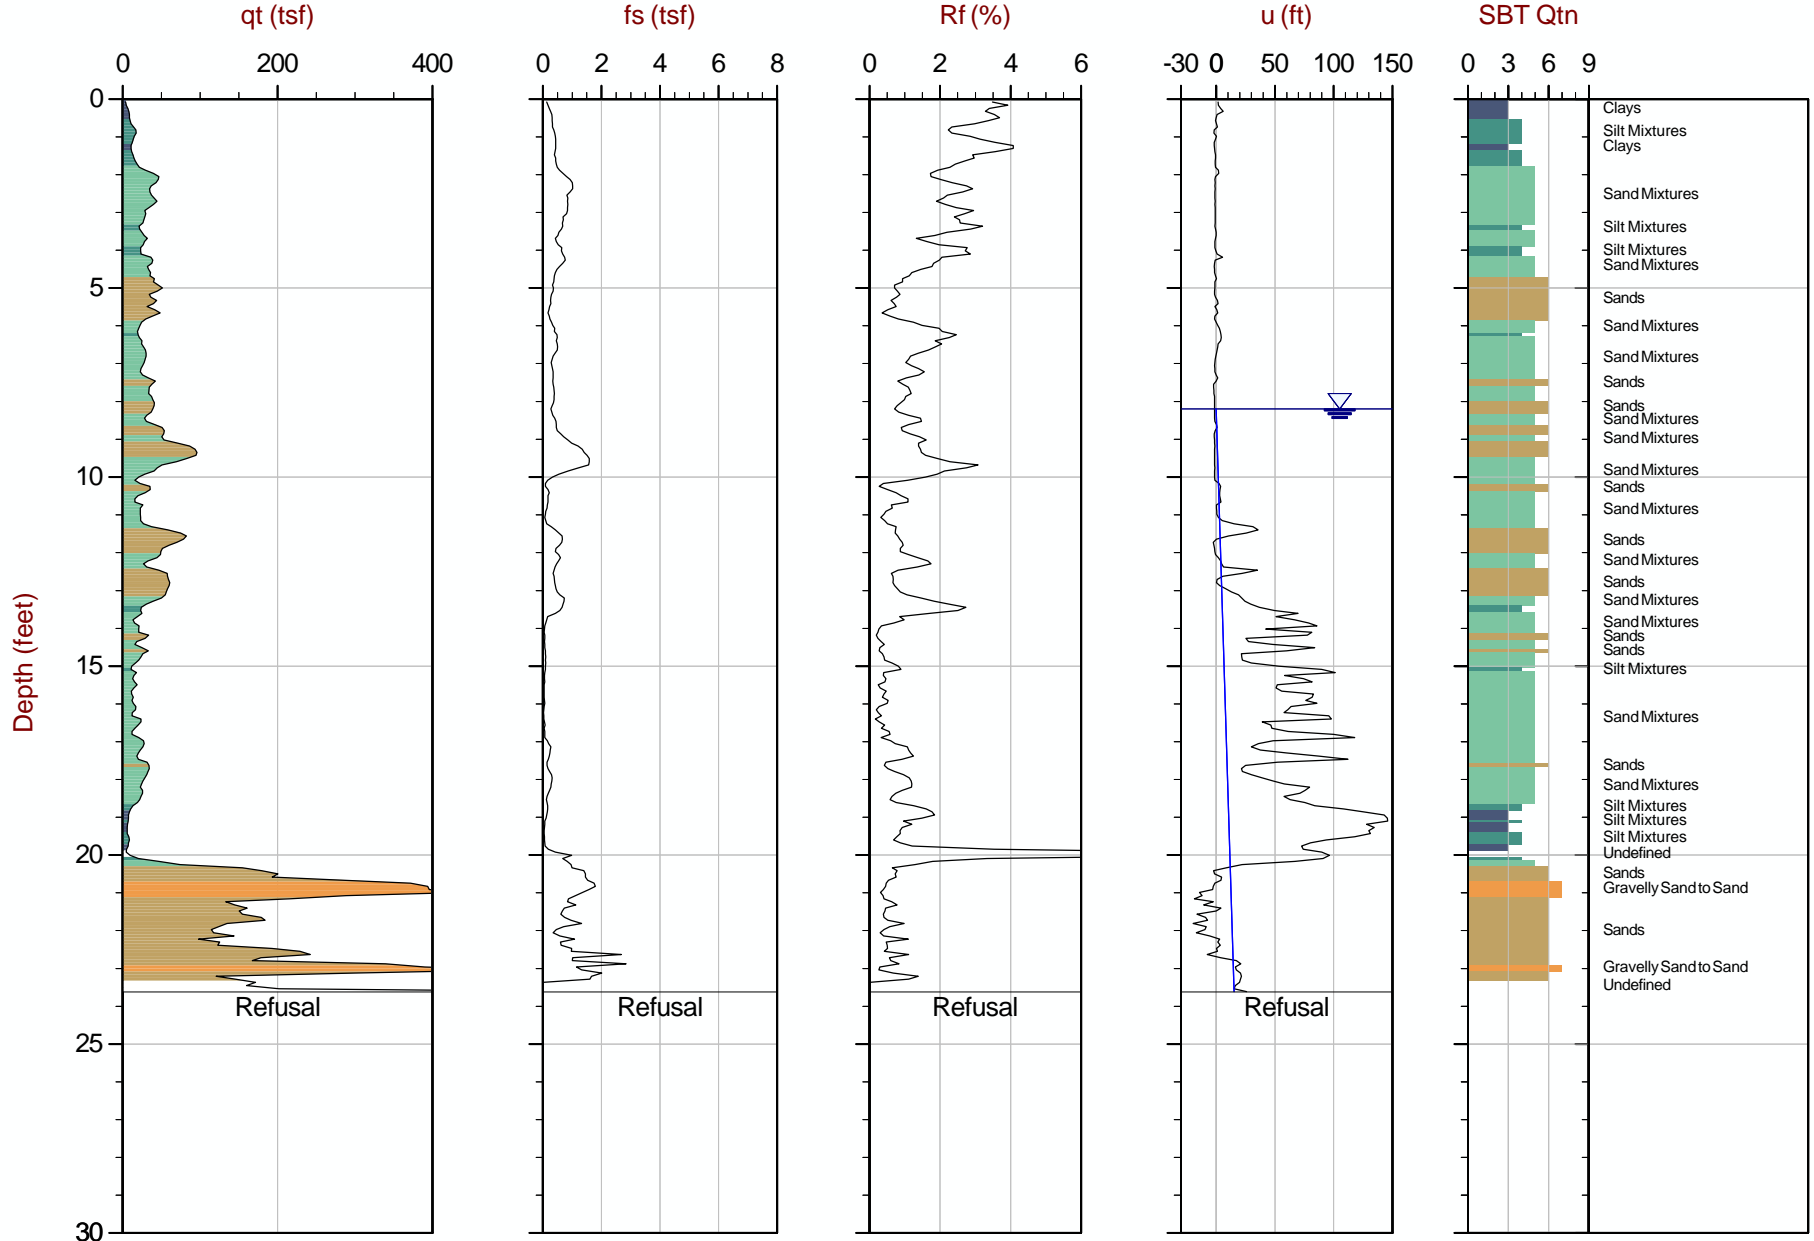 qt (tsf) fs (tsf) Rf (%) u (ft) SBT Qtn
0 200 400 0 2 4 6 8 0 2 4 6 -30 0 50 100 150 0 3 6 9
0
5
10
15
20
25
30
Depth (feet)
Clays
Silt Mixtures
Clays
Sand Mixtures
Silt Mixtures
Silt Mixtures
Sand Mixtures
Sands
Sand Mixtures
Sand Mixtures
Sands
Sands
Sand Mixtures
Sand Mixtures
Sand Mixtures
Sands
Sand Mixtures
Sands
Sand Mixtures
Sands
Sand Mixtures
Sand Mixtures
Sands
Sands
Silt Mixtures
Sand Mixtures
Sands
Sand Mixtures
Silt Mixtures
Silt Mixtures
Silt Mixtures
Undefined
Sands
Gravelly Sand to Sand
Sands
Gravelly Sand to Sand
Undefined
Refusal Refusal Refusal Refusal